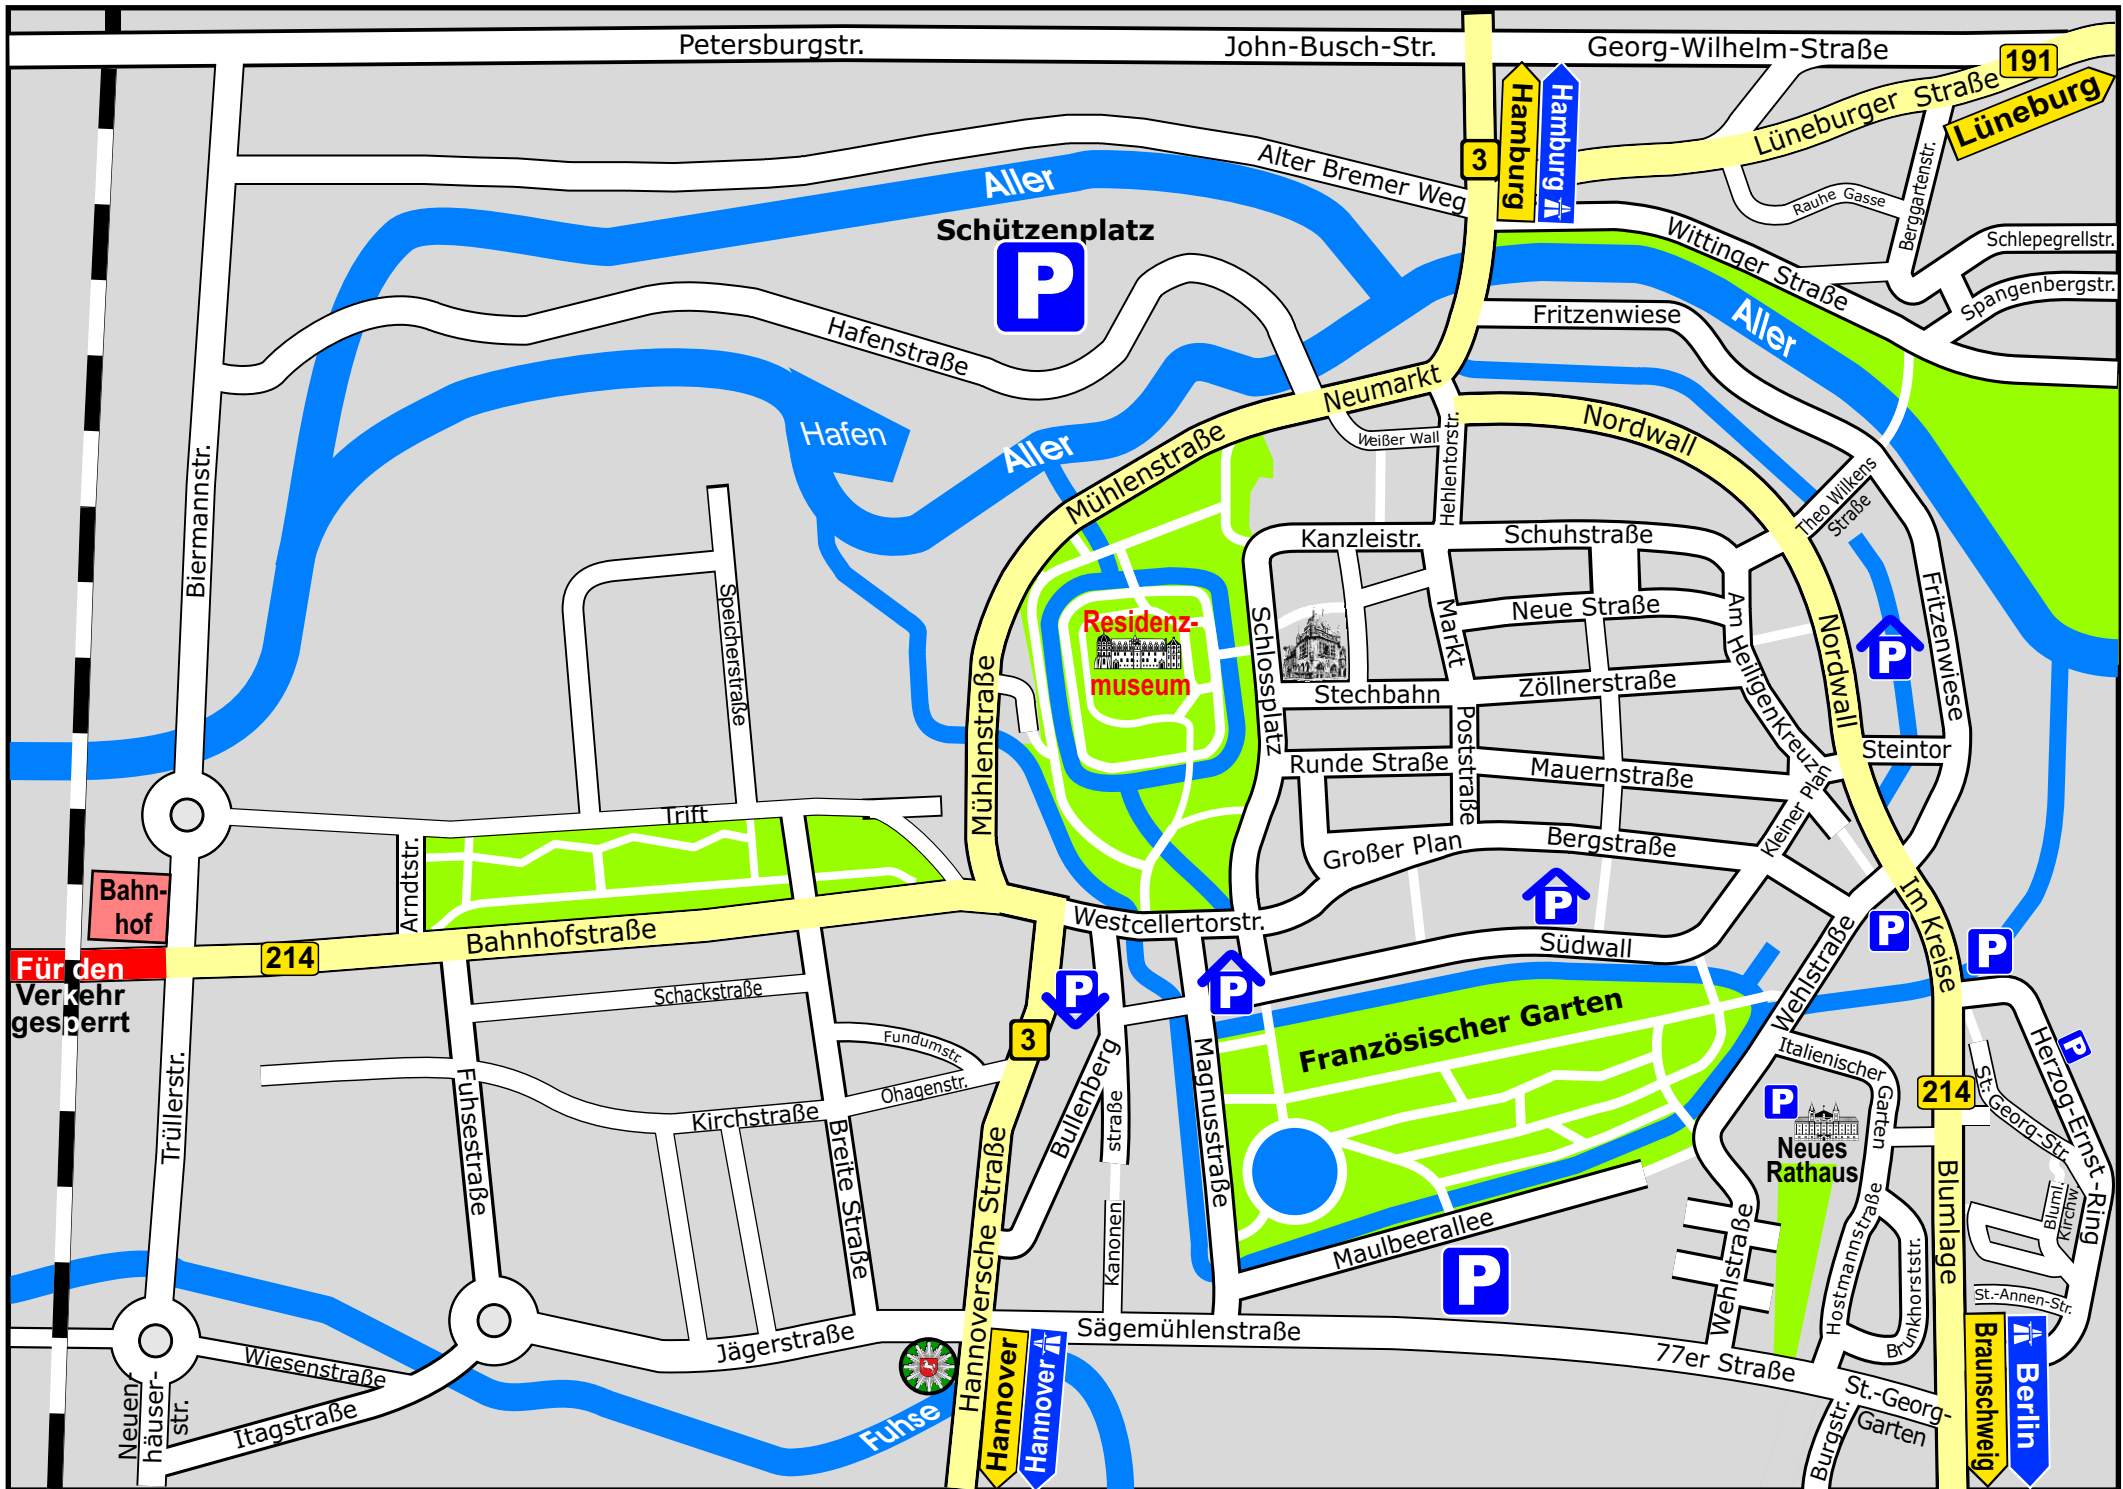 Petersburgstr.
John-Busch-Str.
Georg-Wilhelm-Straße
191
Lüneburg
Lüneburger Straße
Hamburg
Hamburg
3
Alter Bremer Weg
Aller
Schützenplatz
P
Rauhe Gasse
Berggartenstr.
Schlepegrellstr.
Spangenbergstr.
Wittinger Straße
Aller
Fritzenwiese
Hafenstraße
Neumarkt
Hafen
Aller
Mühlenstraße
Weißer Wall
Hehlentorstr.
Nordwall
Theo Wilkens
Straße
Biermannstr.
Speicherstraße
Kanzleistr.
Schuhstraße
Neue Straße
Markt
Am Heiligen Kreuz
Nordwall
Fritzenwiese
P
Residenz-
museum
Schlossplatz
Stechbahn
Zöllnerstraße
Poststraße
Runde Straße
Mauernstraße
Steintor
Kleiner Plan
Mühlenstraße
Trift
Arndtstr.
Großer Plan
Bergstraße
Bahn-
hof
Für den
Verkehr
gesperrt
214
Bahnhofstraße
Westcellertorstr.
P
Südwall
P
Im Kreise
P
P
P
Wehlstraße
Schackstraße
Fundumstr.
Ohagenstr.
3
Französischer Garten
Trüllerstr.
Fuhsestraße
Kirchstraße
Breite Straße
Bullenberg
straße
Kanonen
Magnusstraße
Italienischer
Garten
P
Neues
Rathaus
214
St.-Georg-Str.
Herzog-Ernst-Ring
P
Bluml.
Kirchw.
Blumlage
Hannoversche Straße
Maulbeerallee
P
Wehlstraße
Hostmannstraße
Brunkhorststr.
St.-Annen-Str.
Jägerstraße
Sägemühlenstraße
77er Straße
St.-Georg-
Garten
Burgstr.
Wiesenstraße
Itagstraße
Neuen-
häuser-
str.
Fuhse
Hannover
Hannover
Braunschweig
Berlin